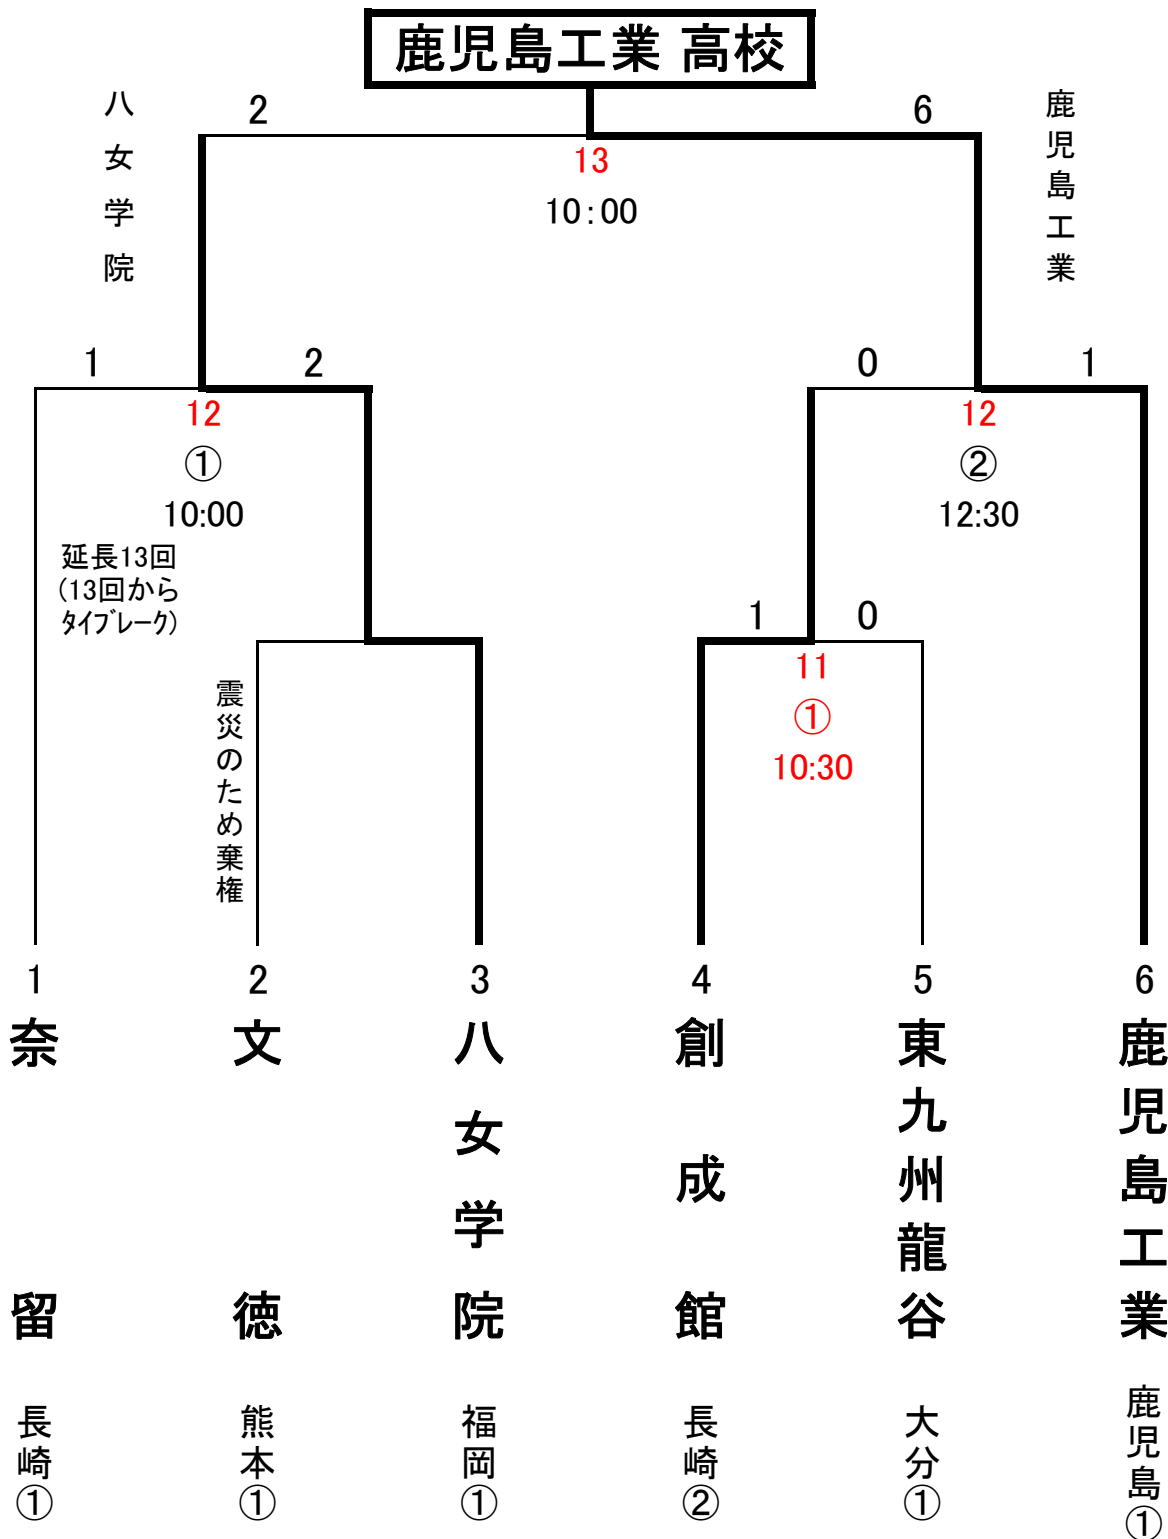 鹿児島工業 高校
八女学院
2
6
鹿児島工業
13
10:00
1
2
0
1
12
①
10:00
12
②
12:30
延長13回
(13回から
ﾀｲﾌﾞﾚｰｸ)
1
0
11
①
10:30
震災のため棄権
1
2
3
4
5
6
奈留
文徳
八女学院
創成館
東九州龍谷
鹿児島工業
長崎①
熊本①
福岡①
長崎②
大分①
鹿児島①